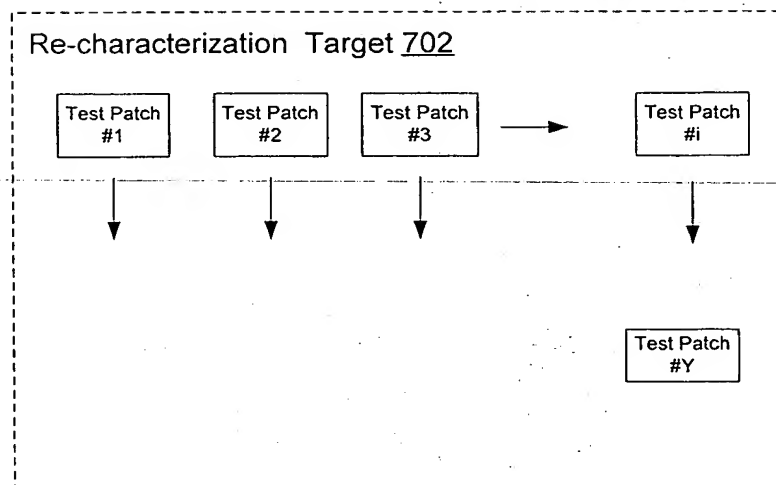 Re-characterization Target 702
Test Patch
#1
Test Patch
#2
Test Patch
#3
Test Patch
#i
Test Patch
#Y